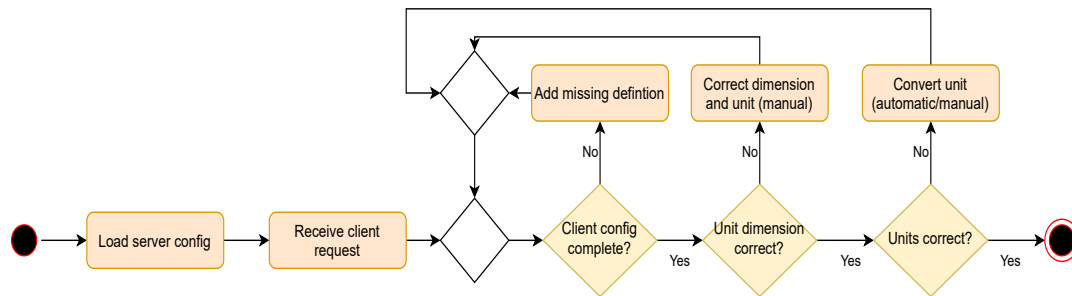 Add missing defintion
Correct dimension
and unit (manual)
Convert unit
(automatic/manual)
No
No
No
Load server config
Receive client
request
Client config
complete?
Unit dimension
correct?
Units correct?
Yes
Yes
Yes